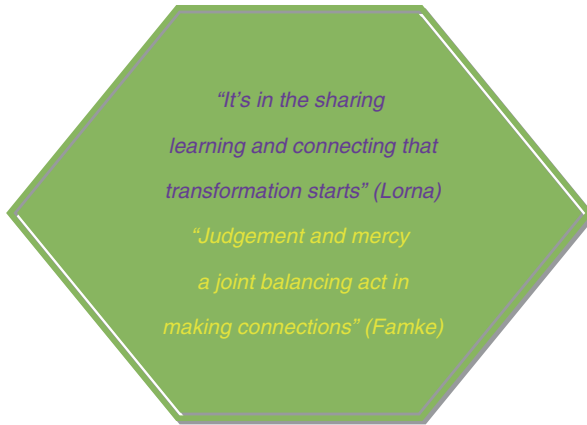 “It’s in the sharing
learning and connecting that
transformation starts” (Lorna)
“Judgement and mercy
a joint balancing act in
making connections” (Famke)